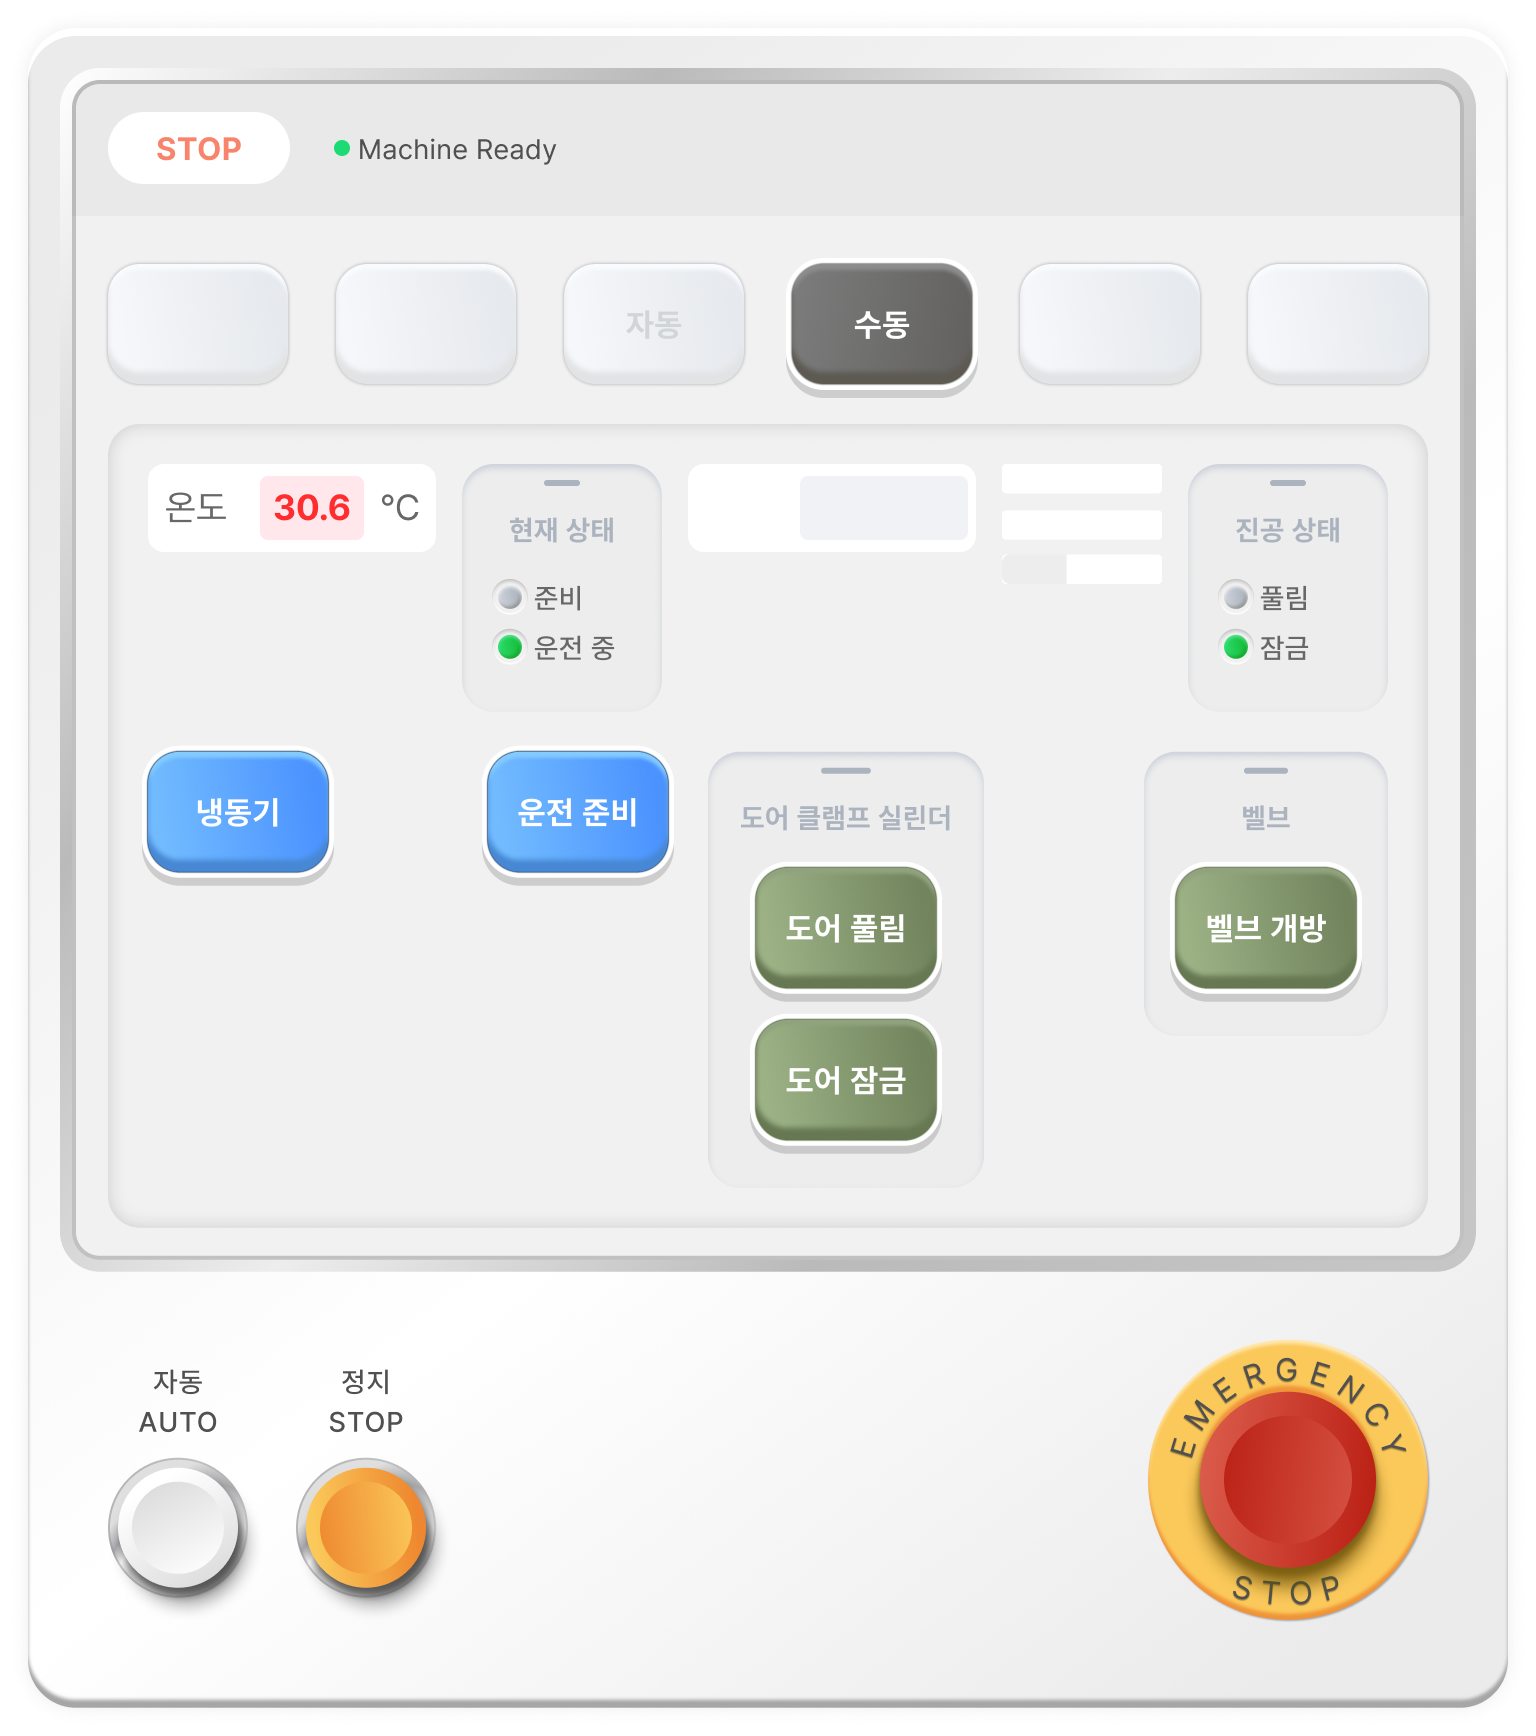 STOP
Machine Ready
자동
수동
온도 30.6 °C
현재 상태
준비
운전 중
진공 상태
풀림
잠금
냉동기
운전 준비
도어 클램프 실린더
도어 풀림
도어 잠금
벨브
벨브 개방
자동
AUTO
정지
STOP
EMERGENCY
STOP